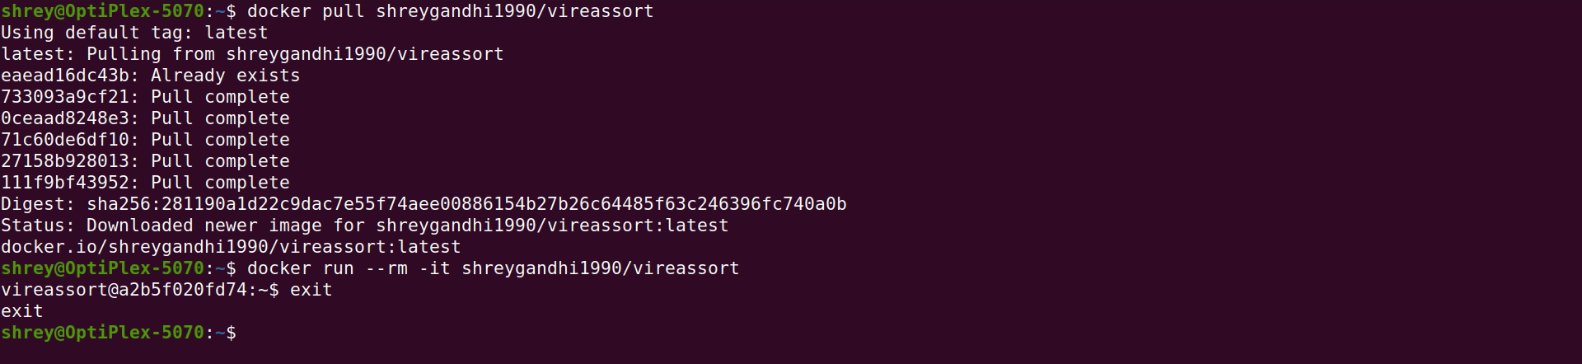 shrey@OptiPlex-5070:~$ docker pull shreygandhi1990/vireassort
Using default tag: latest
latest: Pulling from shreygandhi1990/vireassort
eaead16dc43b: Already exists
733093a9cf21: Pull complete
0ceaad8248e3: Pull complete
71c60de6df10: Pull complete
27158b928013: Pull complete
111f9bf43952: Pull complete
Digest: sha256:281190a1d22c9dac7e55f74aee00886154b27b26c64485f63c246396fc740a0b
Status: Downloaded newer image for shreygandhi1990/vireassort:latest
docker.io/shreygandhi1990/vireassort:latest
shrey@OptiPlex-5070:~$ docker run --rm -it shreygandhi1990/vireassort
vireassort@a2b5f020fd74:~$ exit
exit
shrey@OptiPlex-5070:~$